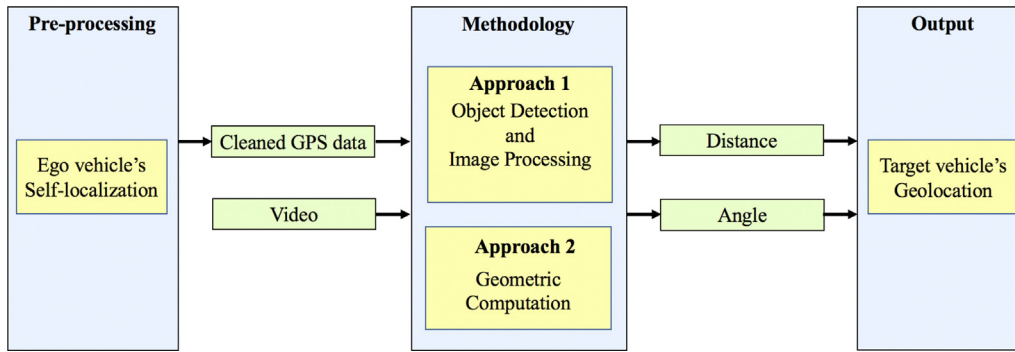 Pre-processing
Ego vehicle's
Self-localization
Cleaned GPS data
Video
Methodology
Approach 1
Object Detection
and
Image Processing
Approach 2
Geometric
Computation
Distance
Angle
Output
Target vehicle's
Geolocation